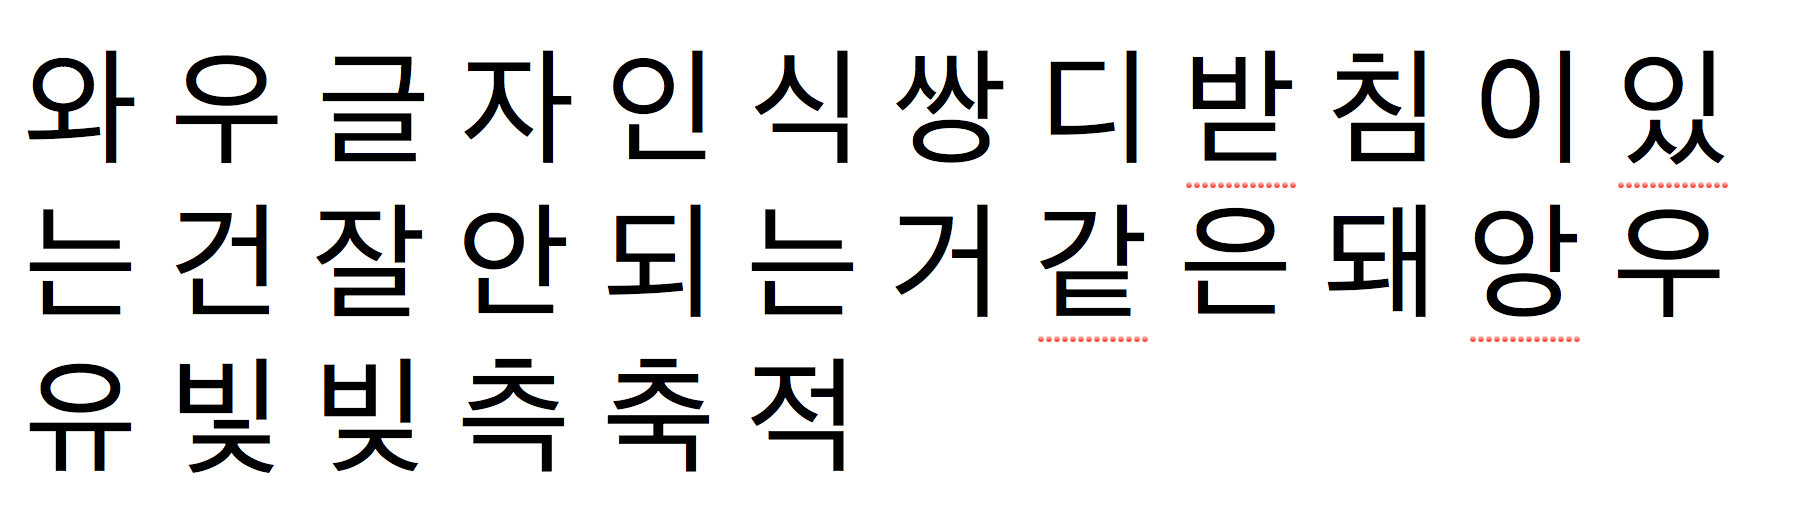 와 우 글 자 인 식 쌍 디 받 침 이 있
는 건 잘 안 되 는 거 같 은 돼 앙 우
유 빛 빚 측 축 적